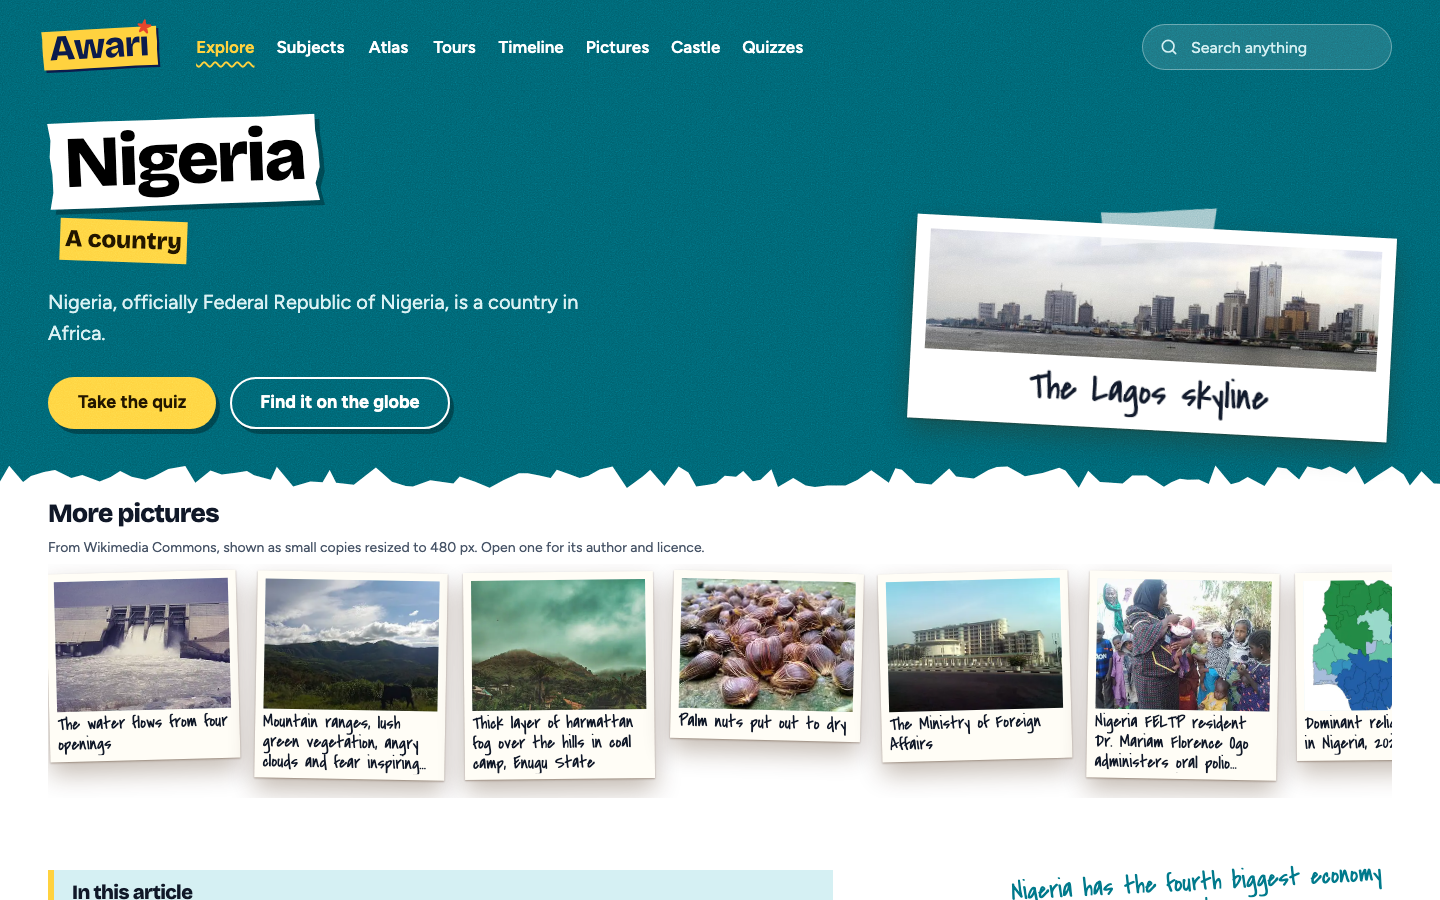 Awari
Explore
Subjects
Atlas
Tours
Timeline
Pictures
Castle
Quizzes
Search anything
Nigeria
A country
Nigeria, officially Federal Republic of Nigeria, is a country in
Africa.
Take the quiz
Find it on the globe
The Lagos skyline
More pictures
From Wikimedia Commons, shown as small copies resized to 480 px. Open one for its author and licence.
The water flows from four
openings
Mountain ranges, lush
green vegetation, angry
clouds and fear inspiring...
Thick layer of harmattan
fog over the hills in coal
camp, Enugu State
Palm nuts put out to dry
The Ministry of Foreign
Affairs
Nigeria FELTP resident
Dr. Mariam Florence Ogo
administers oral polio...
Dominant
in Nigeria,
In this article
Nigeria has the fourth biggest economy